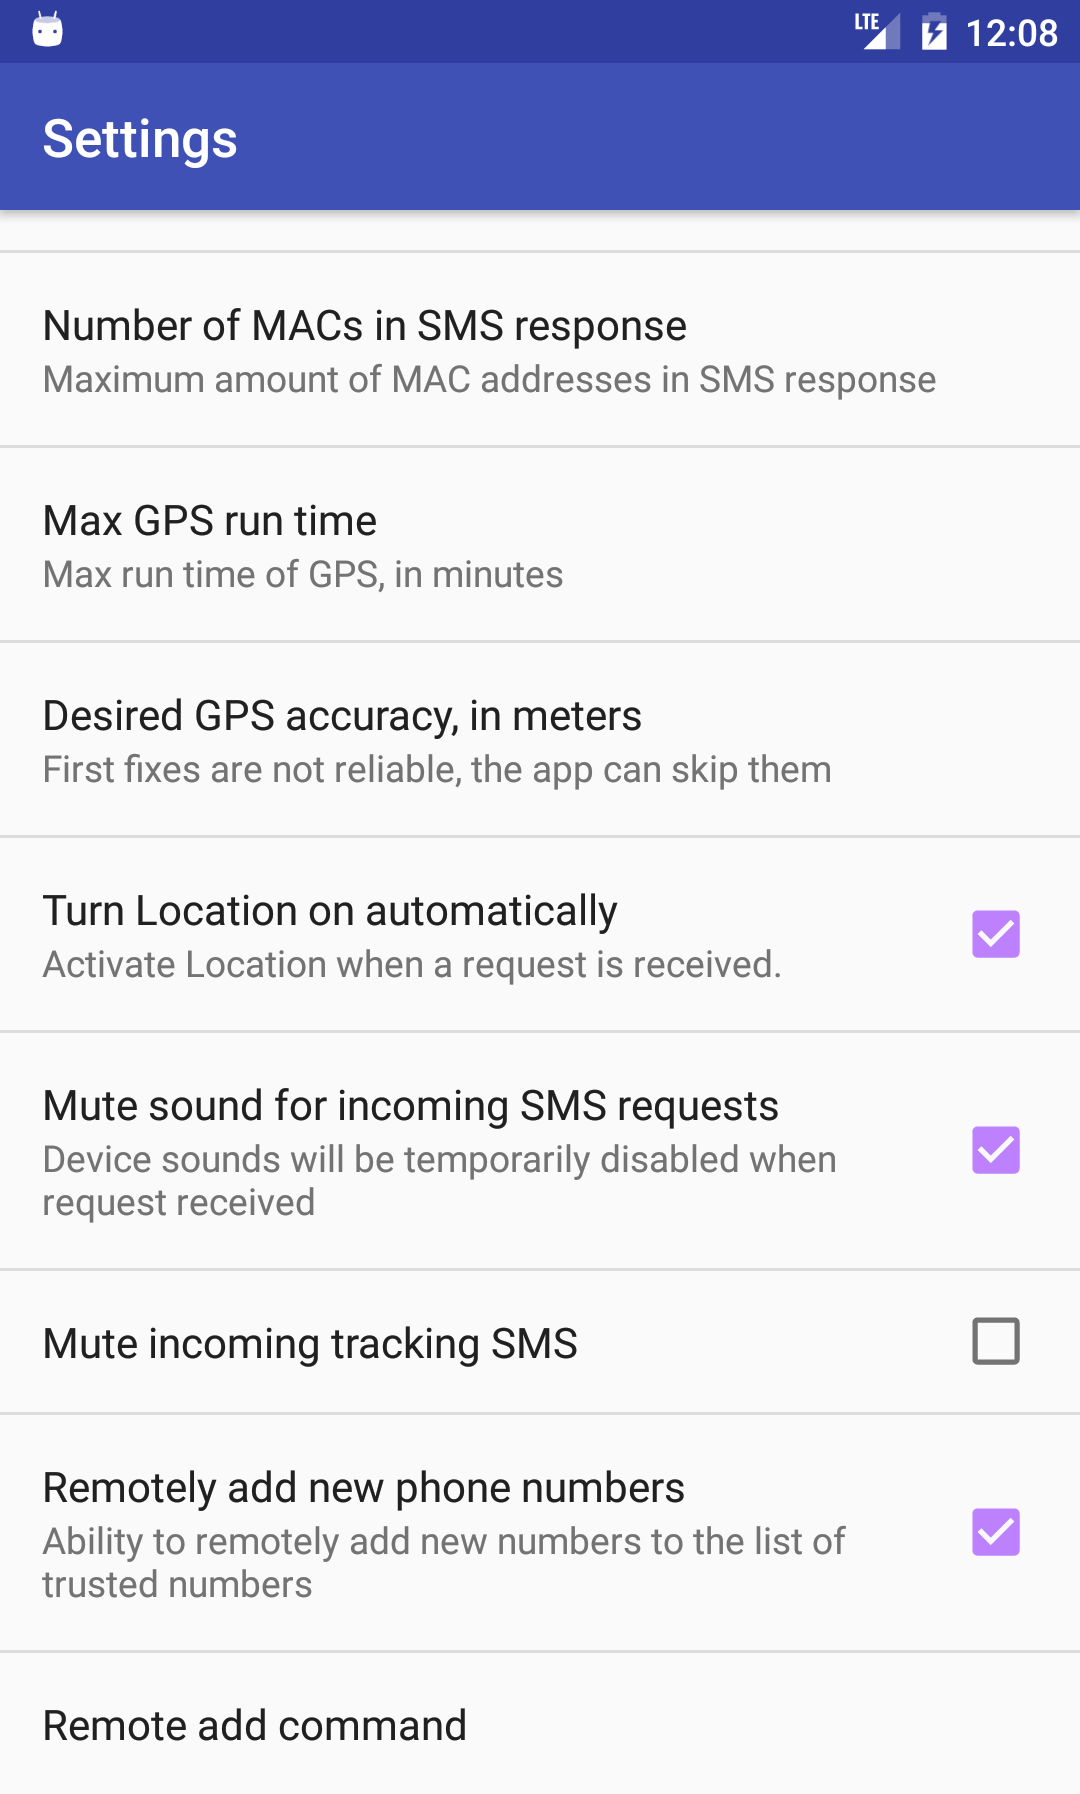 LTE 12:08
Settings
Number of MACs in SMS response
Maximum amount of MAC addresses in SMS response
Max GPS run time
Max run time of GPS, in minutes
Desired GPS accuracy, in meters
First fixes are not reliable, the app can skip them
Turn Location on automatically
Activate Location when a request is received.
Mute sound for incoming SMS requests
Device sounds will be temporarily disabled when
request received
Mute incoming tracking SMS
Remotely add new phone numbers
Ability to remotely add new numbers to the list of
trusted numbers
Remote add command